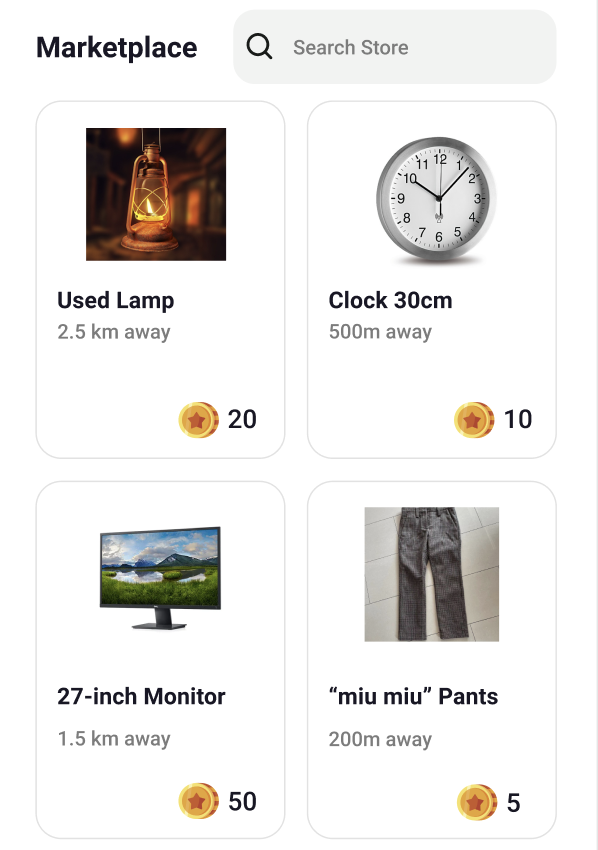 Marketplace
Search Store
12
1
2
3
4
5
6
7
8
9
10
11
Used Lamp
2.5 km away
20
Clock 30cm
500m away
10
27-inch Monitor
1.5 km away
50
“miu miu” Pants
200m away
5